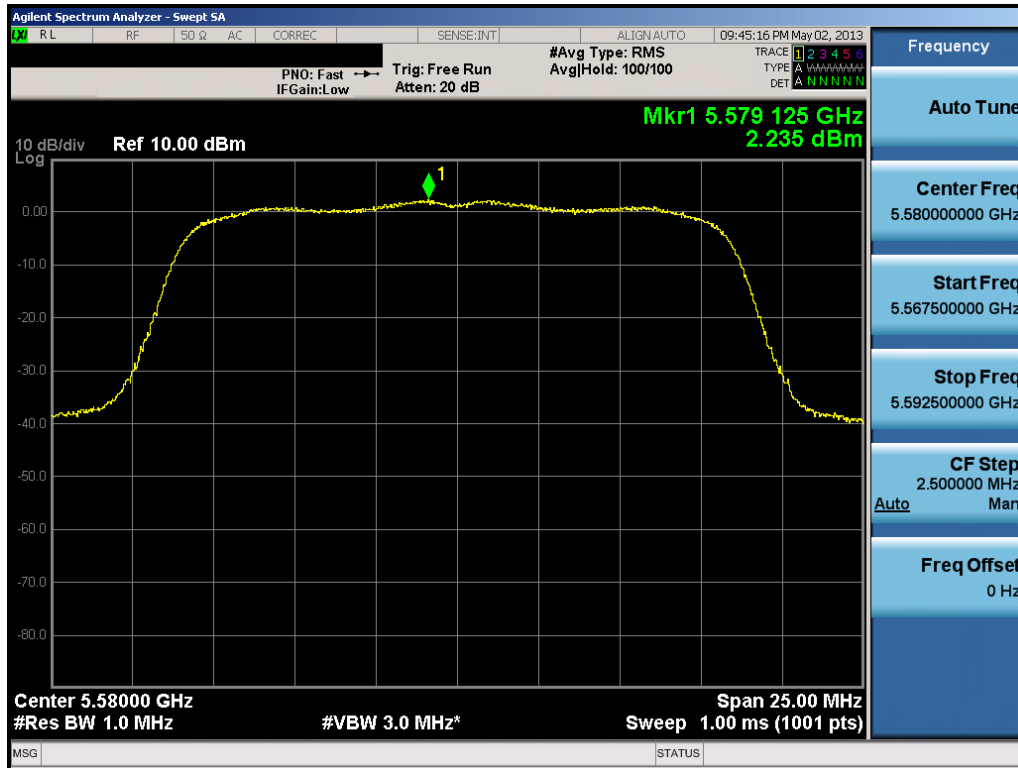 Agilent Spectrum Analyzer - Swept SA
LXI RL RF 50 Ω AC CORREC SENSE:INT ALIGN AUTO 09:45:16 PM May 02, 2013
PNO: Fast
IFGain:Low
Trig: Free Run
Atten: 20 dB
#Avg Type: RMS
Avg|Hold: 100/100
TRACE 1 2 3 4 5 6
TYPE A WWWWW
DET A N N N N N
Mkr1 5.579 125 GHz
2.235 dBm
10 dB/div Ref 10.00 dBm
Log
1
0.00
-10.0
-20.0
-30.0
-40.0
-50.0
-60.0
-70.0
-80.0
Center 5.58000 GHz Span 25.00 MHz
#Res BW 1.0 MHz #VBW 3.0 MHz* Sweep 1.00 ms (1001 pts)
MSG STATUS
Frequency
Auto Tune
Center Freq
5.580000000 GHz
Start Freq
5.567500000 GHz
Stop Freq
5.592500000 GHz
CF Step
2.500000 MHz
Auto Man
Freq Offset
0 Hz